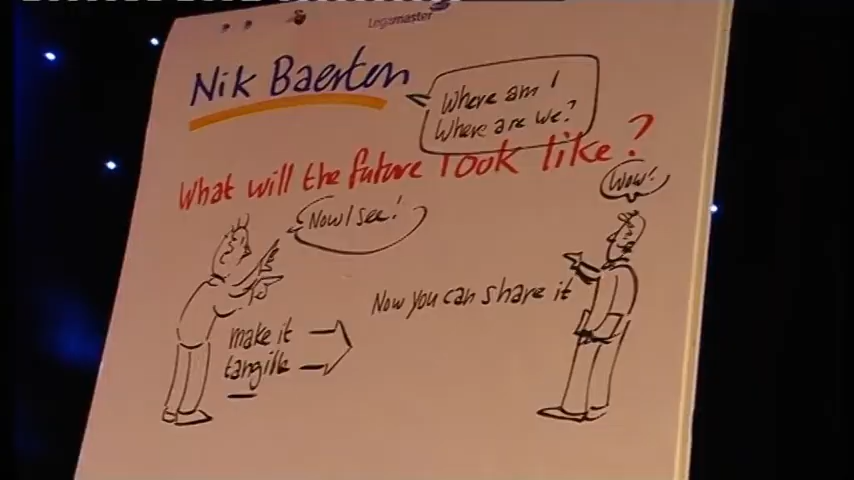 Legamaster
Nik Baerten
Where am I
Where are we?
What will the future look like?
Wow!
Now I see!
Now you can share it
make it
tangible